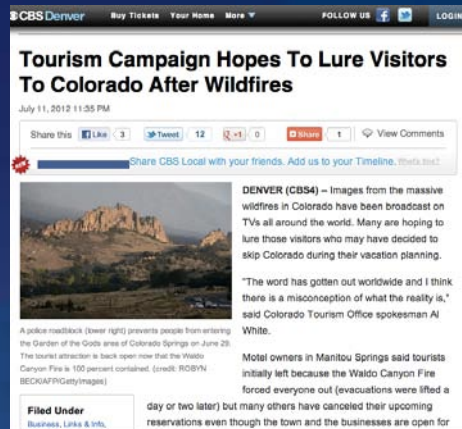 CBS Denver Buy Tickets Your Home More FOLLOW US LOGIN
Tourism Campaign Hopes To Lure Visitors
To Colorado After Wildfires
July 11, 2012 11:35 PM
Share this Like 3 Tweet 12 +1 0 Share 1 View Comments
NEW Share CBS Local with your friends. Add us to your Timeline.
DENVER (CBS4) – Images from the massive
wildfires in Colorado have been broadcast on
TVs all around the world. Many are hoping to
lure those visitors who may have decided to
skip Colorado during their vacation planning.
"The word has gotten out worldwide and I think
there is a misconception of what the reality is,"
said Colorado Tourism Office spokesman Al
White.
A police roadblock (lower right) prevents people from entering
the Garden of the Gods area of Colorado Springs on June 29.
The tourist attraction is back open now that the Waldo
Canyon Fire is 100 percent contained. (credit: ROBYN
BECK/AFP/GettyImages)
Motel owners in Manitou Springs said tourists
initially left because the Waldo Canyon Fire
forced everyone out (evacuations were lifted a
day or two later) but many others have canceled their upcoming
reservations even though the town and the businesses are open for
Filed Under
Business, Links & Info,